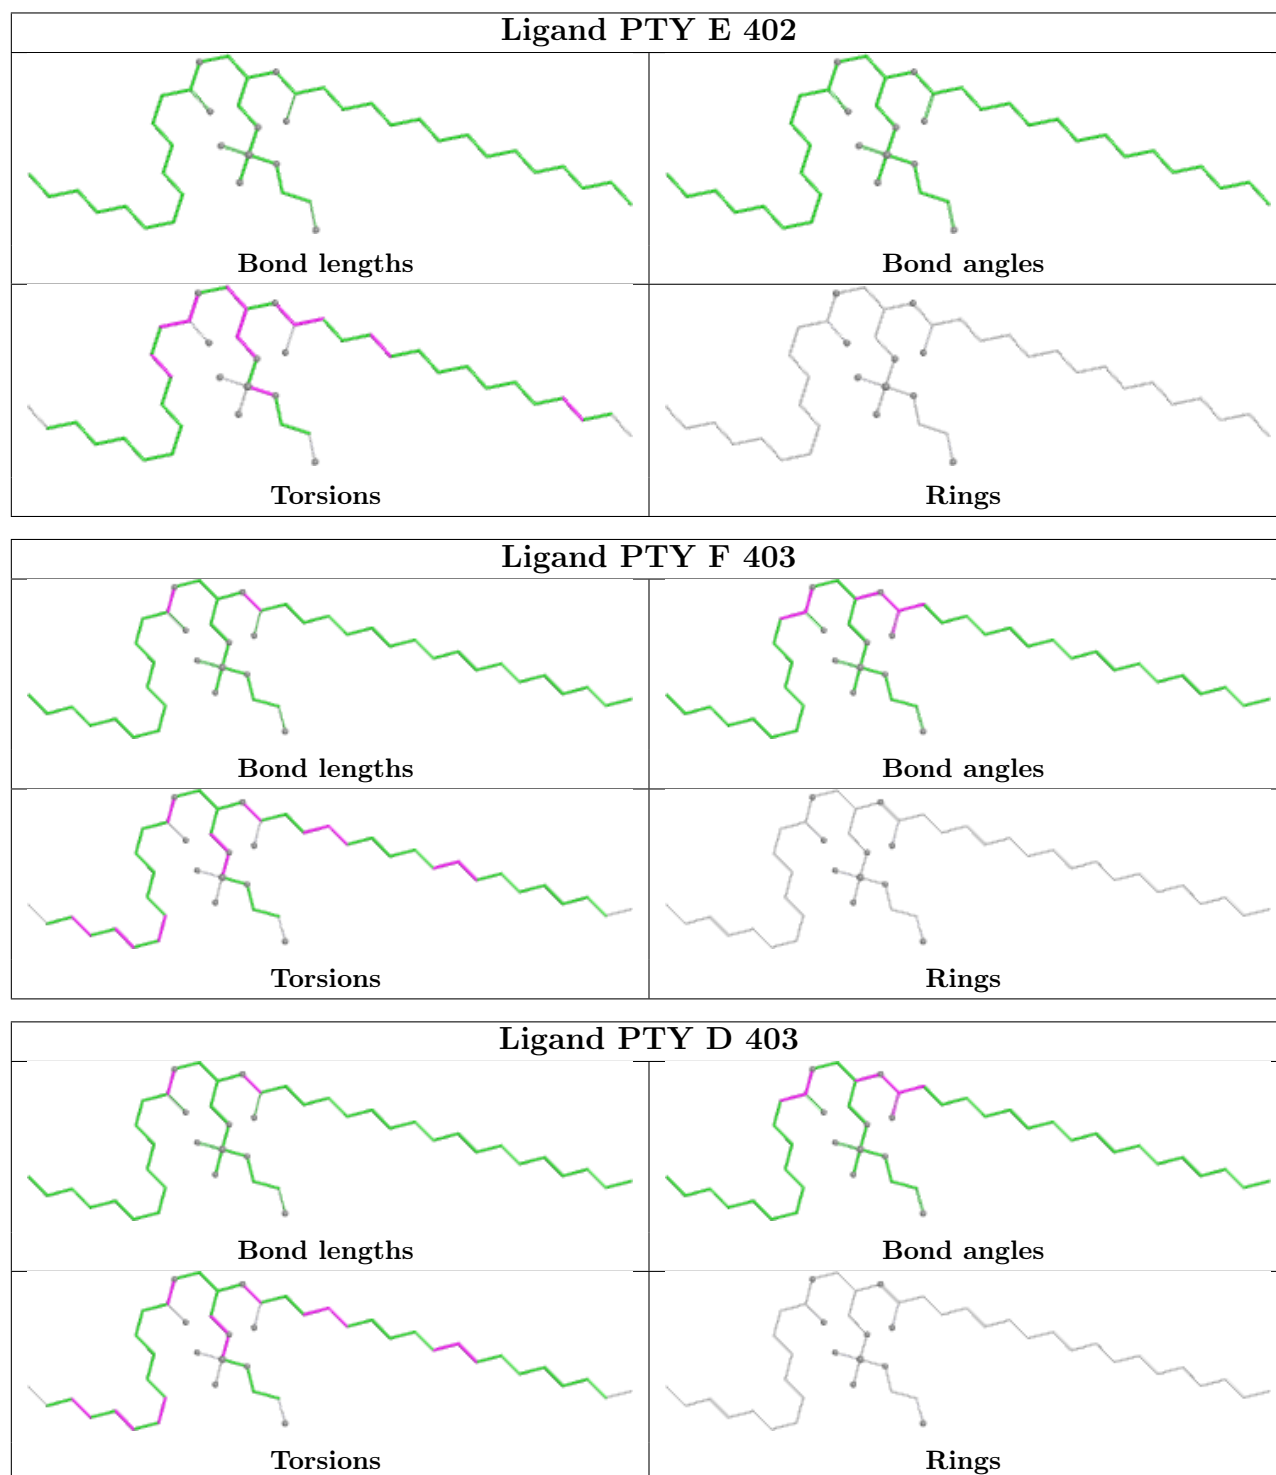 Ligand PTY E 402
Bond lengths
Bond angles
Torsions
Rings
Ligand PTY F 403
Bond lengths
Bond angles
Torsions
Rings
Ligand PTY D 403
Bond lengths
Bond angles
Torsions
Rings